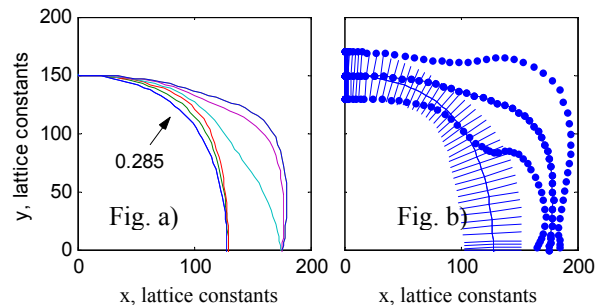 200
150
100
50
0
y, lattice constants
0.285
Fig. a)
0 100 200
x, lattice constants
Fig. b)
0 100 200
x, lattice constants